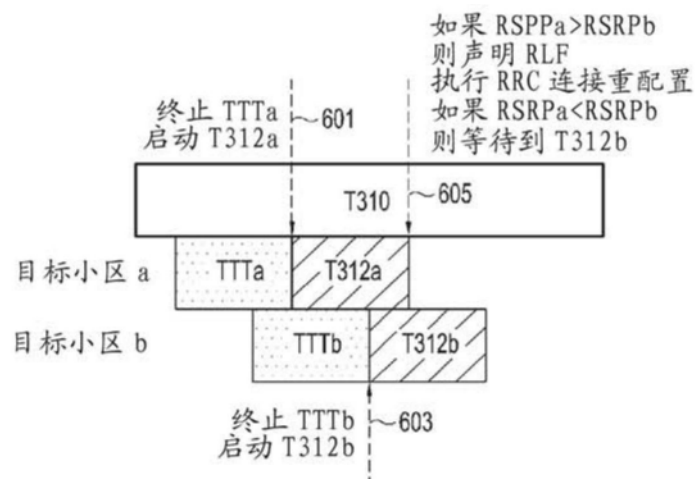 如果 RSPPa>RSRPb
则声明 RLF
执行 RRC 连接重配置
如果 RSRPa<RSRPb
则等待到 T312b
终止 TTTa
启动 T312a
601
T310
605
目标小区 a
TTTa
T312a
目标小区 b
TTTb
T312b
终止 TTTb
启动 T312b
603